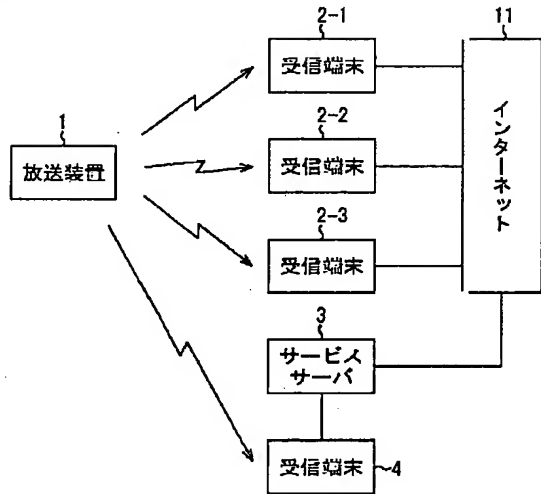 2-1
受信端末
11
インターネット
1
放送装置
2-2
受信端末
2-3
受信端末
3
サービス
サーバ
受信端末
4